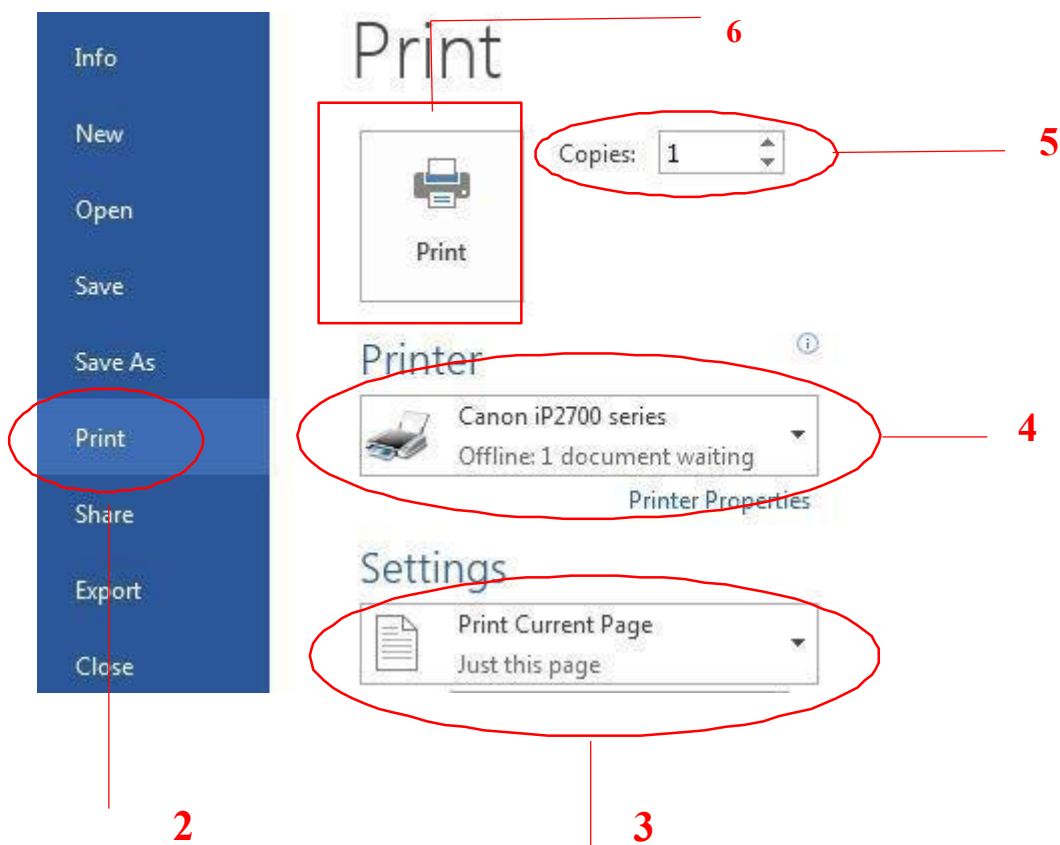 Info
New
Open
Save
Save As
Print
Share
Export
Close
Print
6
Print
Copies: 1
5
Printer
Canon iP2700 series
Offline: 1 document waiting
4
Printer Properties
Settings
Print Current Page
Just this page
2
3